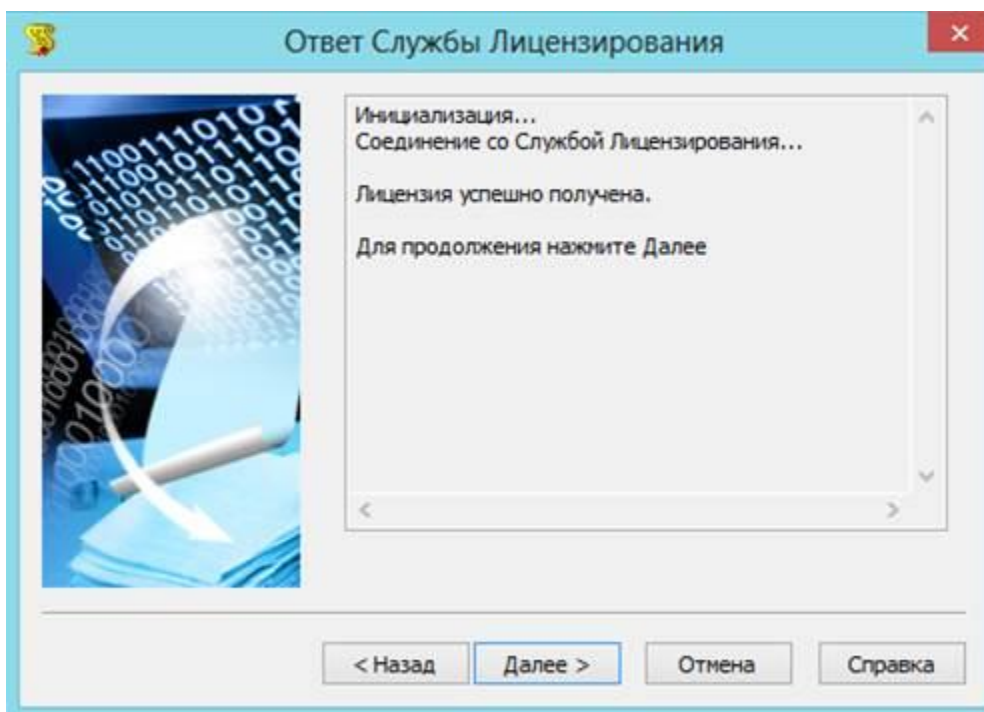 Ответ Службы Лицензирования
Инициализация...
Соединение со Службой Лицензирования...
Лицензия успешно получена.
Для продолжения нажмите Далее
< Назад
Далее >
Отмена
Справка